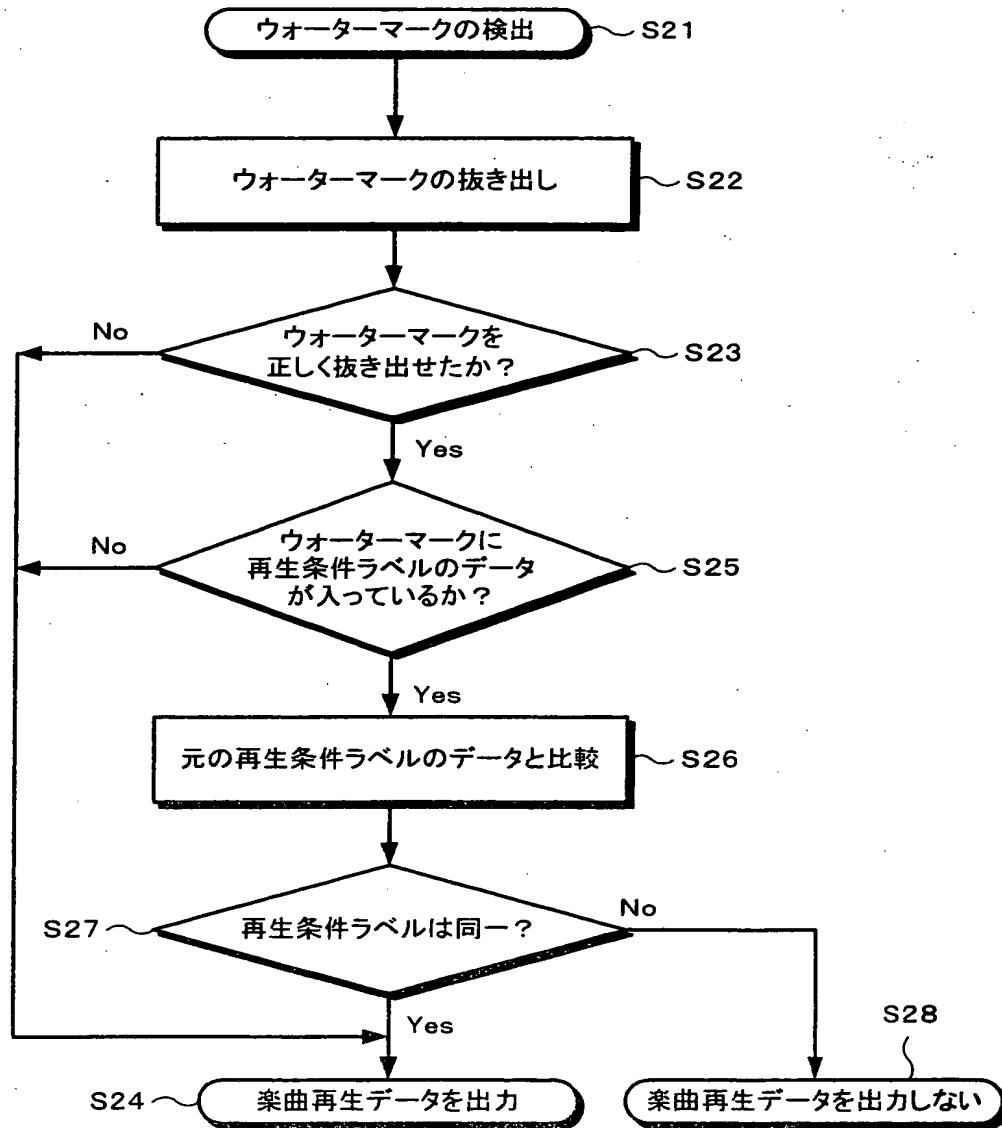 ウォーターマークの検出
S21
ウォーターマークの抜き出し
S22
No
ウォーターマークを
正しく抜き出せたか？
S23
Yes
No
ウォーターマークに
再生条件ラベルのデータ
が入っているか？
S25
Yes
元の再生条件ラベルのデータと比較
S26
S27
再生条件ラベルは同一？
No
Yes
S28
S24
楽曲再生データを出力
楽曲再生データを出力しない